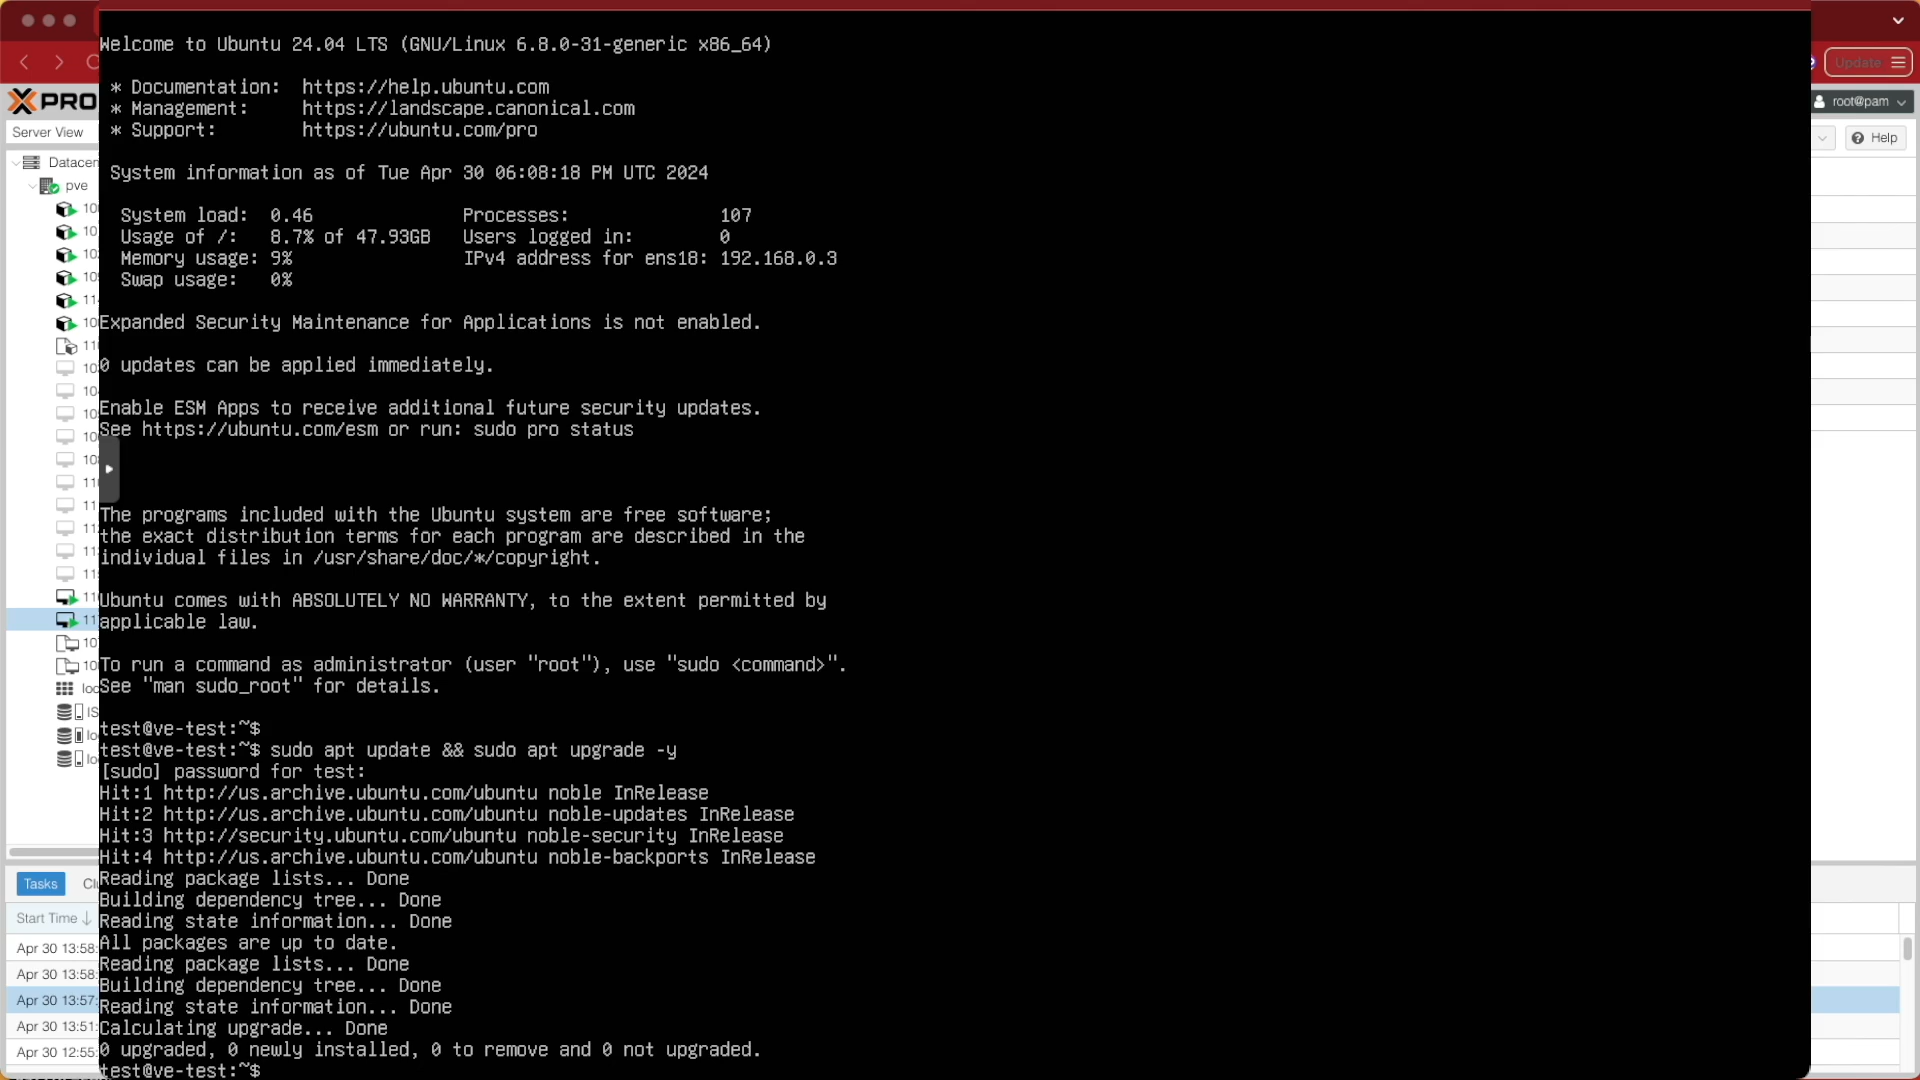 Update
PRO
root@pam
Server View
Help
Datacen
pve
Welcome to Ubuntu 24.04 LTS (GNU/Linux 6.8.0-31-generic x86_64)
* Documentation:  https://help.ubuntu.com
* Management:     https://landscape.canonical.com
* Support:        https://ubuntu.com/pro
System information as of Tue Apr 30 06:08:18 PM UTC 2024
System load:  0.46              Processes:              107
Usage of /:   8.7% of 47.93GB   Users logged in:        0
Memory usage: 9%                IPv4 address for ens18: 192.168.0.3
Swap usage:   0%
Expanded Security Maintenance for Applications is not enabled.
0 updates can be applied immediately.
Enable ESM Apps to receive additional future security updates.
See https://ubuntu.com/esm or run: sudo pro status
The programs included with the Ubuntu system are free software;
the exact distribution terms for each program are described in the
individual files in /usr/share/doc/*/copyright.
Ubuntu comes with ABSOLUTELY NO WARRANTY, to the extent permitted by
applicable law.
To run a command as administrator (user "root"), use "sudo <command>".
See "man sudo_root" for details.
test@ve-test:~$
test@ve-test:~$ sudo apt update && sudo apt upgrade -y
[sudo] password for test:
Hit:1 http://us.archive.ubuntu.com/ubuntu noble InRelease
Hit:2 http://us.archive.ubuntu.com/ubuntu noble-updates InRelease
Hit:3 http://security.ubuntu.com/ubuntu noble-security InRelease
Hit:4 http://us.archive.ubuntu.com/ubuntu noble-backports InRelease
Reading package lists... Done
Building dependency tree... Done
Reading state information... Done
All packages are up to date.
Reading package lists... Done
Building dependency tree... Done
Reading state information... Done
Calculating upgrade... Done
0 upgraded, 0 newly installed, 0 to remove and 0 not upgraded.
test@ve-test:~$
Tasks
Start Time
Apr 30 13:58:
Apr 30 13:58:
Apr 30 13:57:
Apr 30 13:51:
Apr 30 12:55: